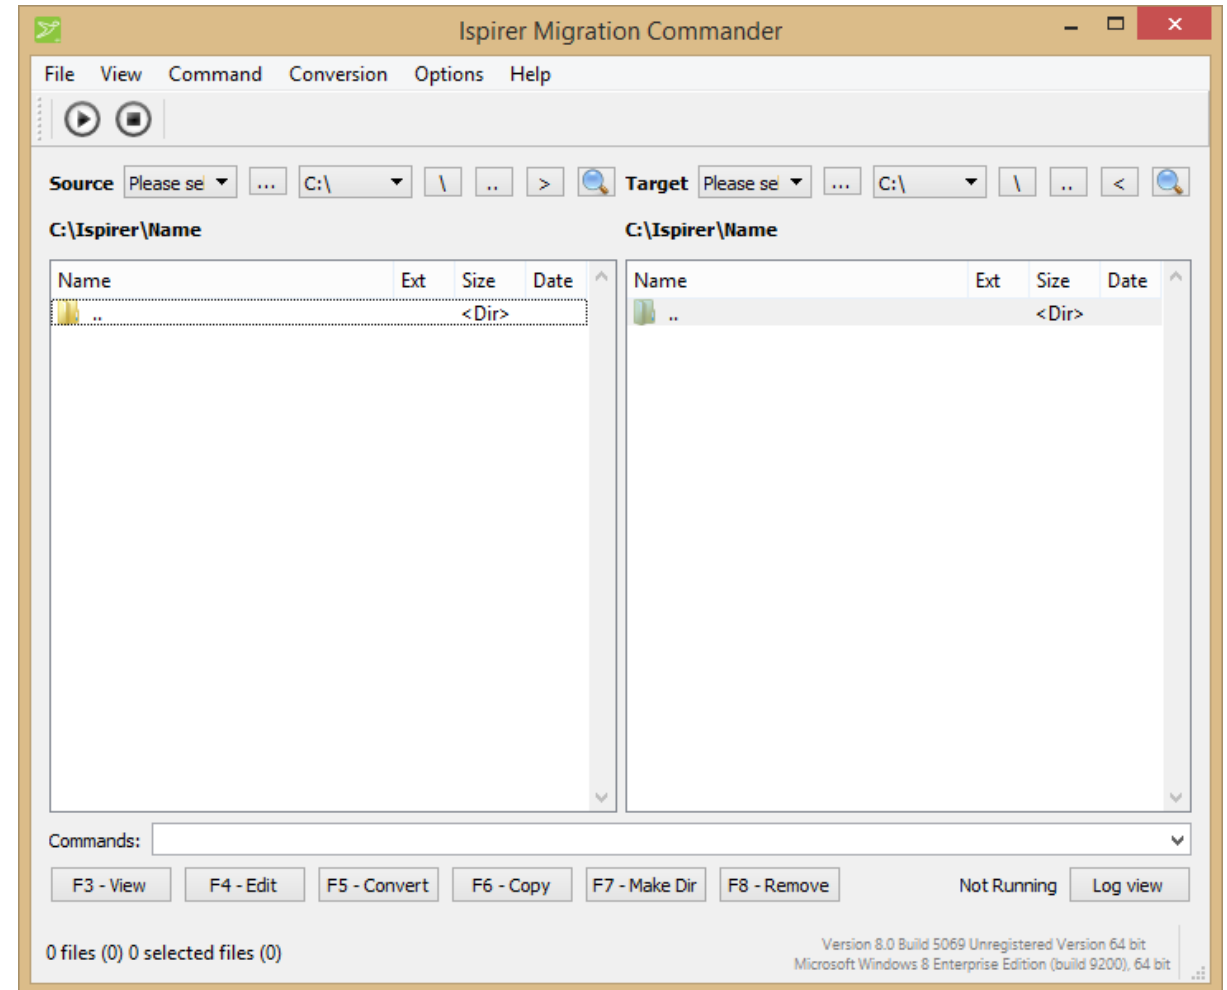 Ispirer Migration Commander
File View Command Conversion Options Help
Source Please sel ... C:\ \ .. > Target Please sel ... C:\ \ .. <
C:\Ispirer\Name C:\Ispirer\Name
Name Ext Size Date Name Ext Size Date
.. <Dir> .. <Dir>
Commands:
F3 - View F4 - Edit F5 - Convert F6 - Copy F7 - Make Dir F8 - Remove Not Running Log view
0 files (0) 0 selected files (0)
Version 8.0 Build 5069 Unregistered Version 64 bit
Microsoft Windows 8 Enterprise Edition (build 9200), 64 bit